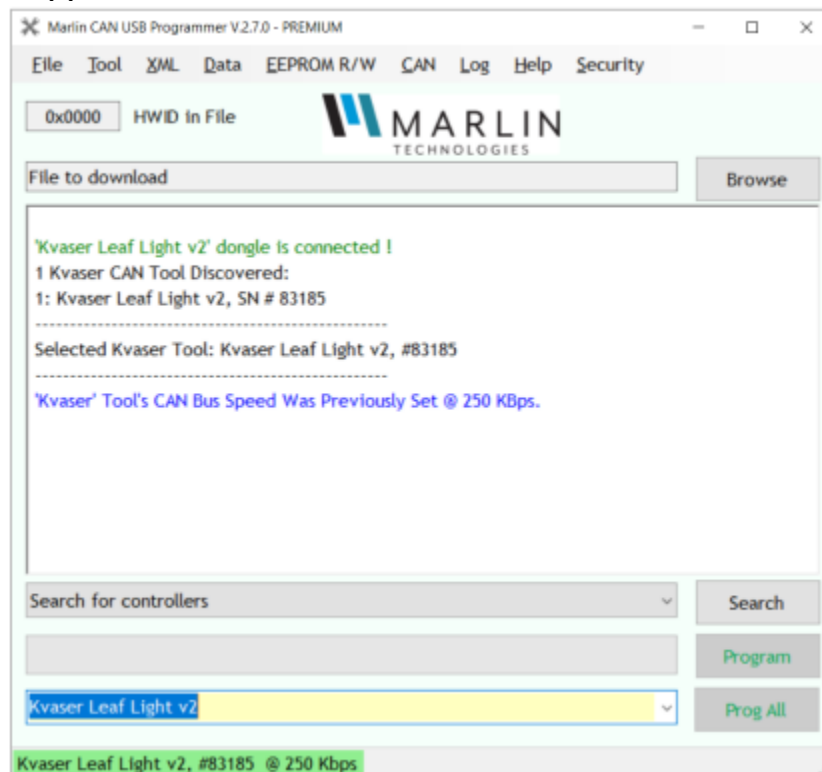 Marlin CAN USB Programmer V.2.7.0 - PREMIUM
File Tool XML Data EEPROM R/W CAN Log Help Security
0x0000 HWID in File
MARLIN
TECHNOLOGIES
File to download Browse
'Kvaser Leaf Light v2' dongle is connected !
1 Kvaser CAN Tool Discovered:
1: Kvaser Leaf Light v2, SN # 83185
----------------------------------------------------
Selected Kvaser Tool: Kvaser Leaf Light v2, #83185
----------------------------------------------------
'Kvaser' Tool's CAN Bus Speed Was Previously Set @ 250 KBps.
Search for controllers Search
Program
Kvaser Leaf Light v2 Prog All
Kvaser Leaf Light v2, #83185 @ 250 Kbps